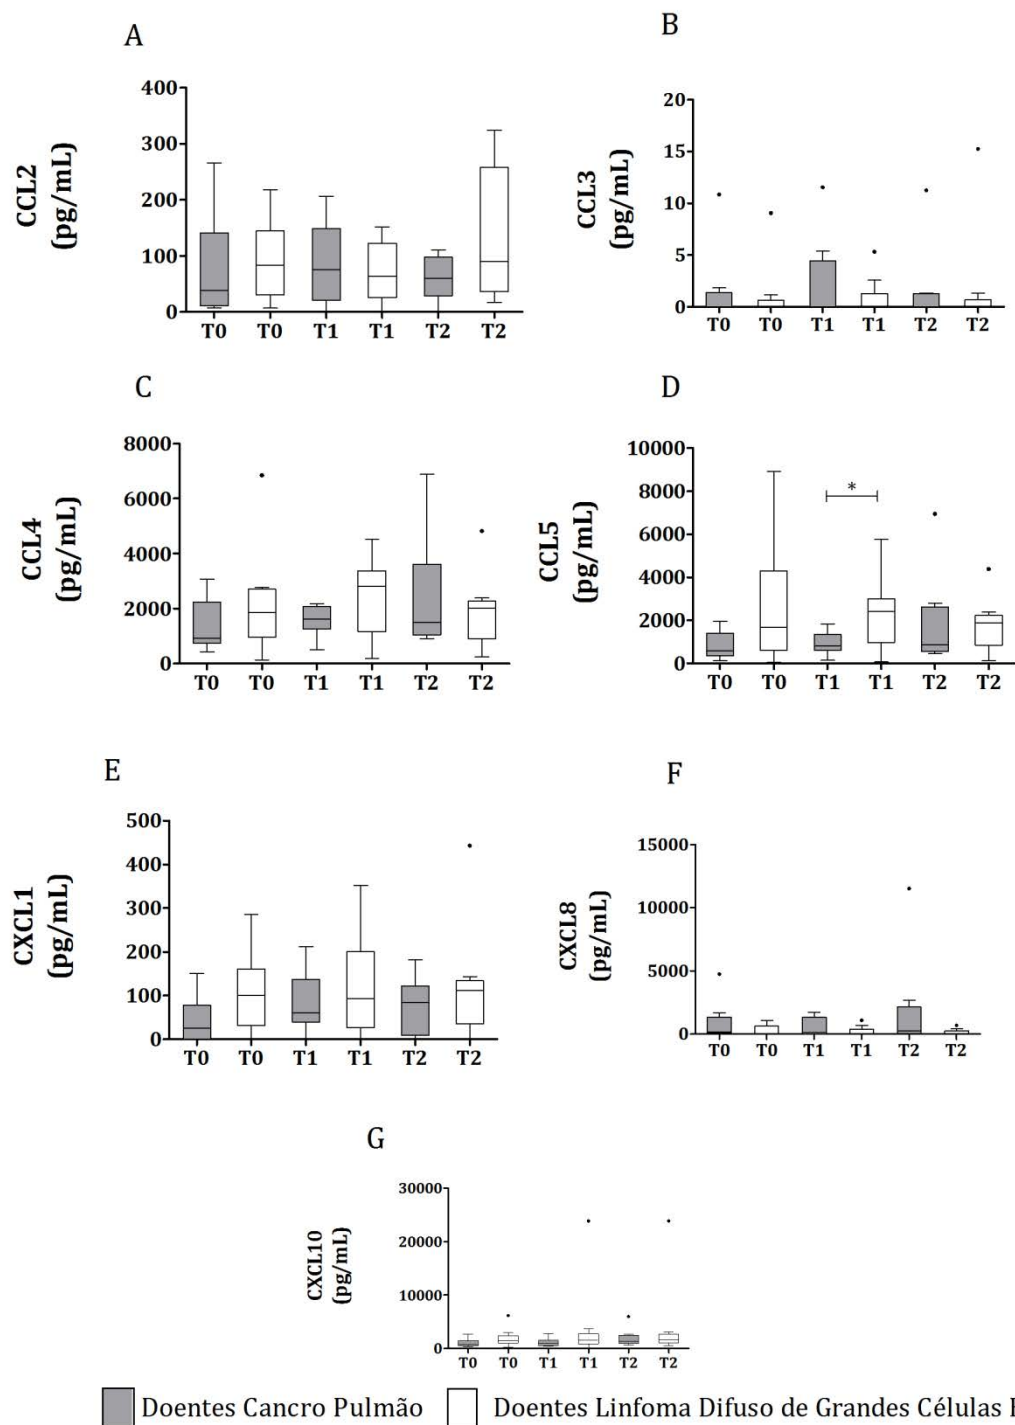 A
CCL2
(pg/mL)
400
300
200
100
0
T0 T0 T1 T1 T2 T2
B
CCL3
(pg/mL)
20
15
10
5
0
T0 T0 T1 T1 T2 T2
C
CCL4
(pg/mL)
8000
6000
4000
2000
0
T0 T0 T1 T1 T2 T2
D
CCL5
(pg/mL)
10000
8000
6000
4000
2000
0
*
T0 T0 T1 T1 T2 T2
E
CXCL1
(pg/mL)
500
400
300
200
100
0
T0 T0 T1 T1 T2 T2
F
CXCL8
(pg/mL)
15000
10000
5000
0
T0 T0 T1 T1 T2 T2
G
CXCL10
(pg/mL)
30000
20000
10000
0
T0 T0 T1 T1 T2 T2
Doentes Cancro Pulmão Doentes Linfoma Difuso de Grandes Células